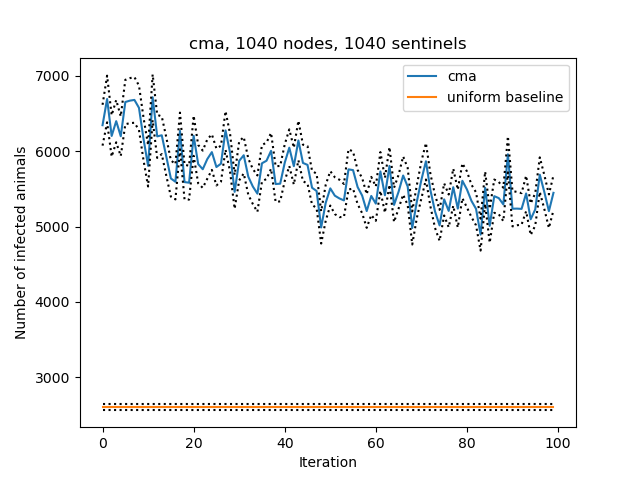 cma, 1040 nodes, 1040 sentinels
cma
uniform baseline
7000
6000
5000
4000
3000
Number of infected animals
0 20 40 60 80 100
Iteration